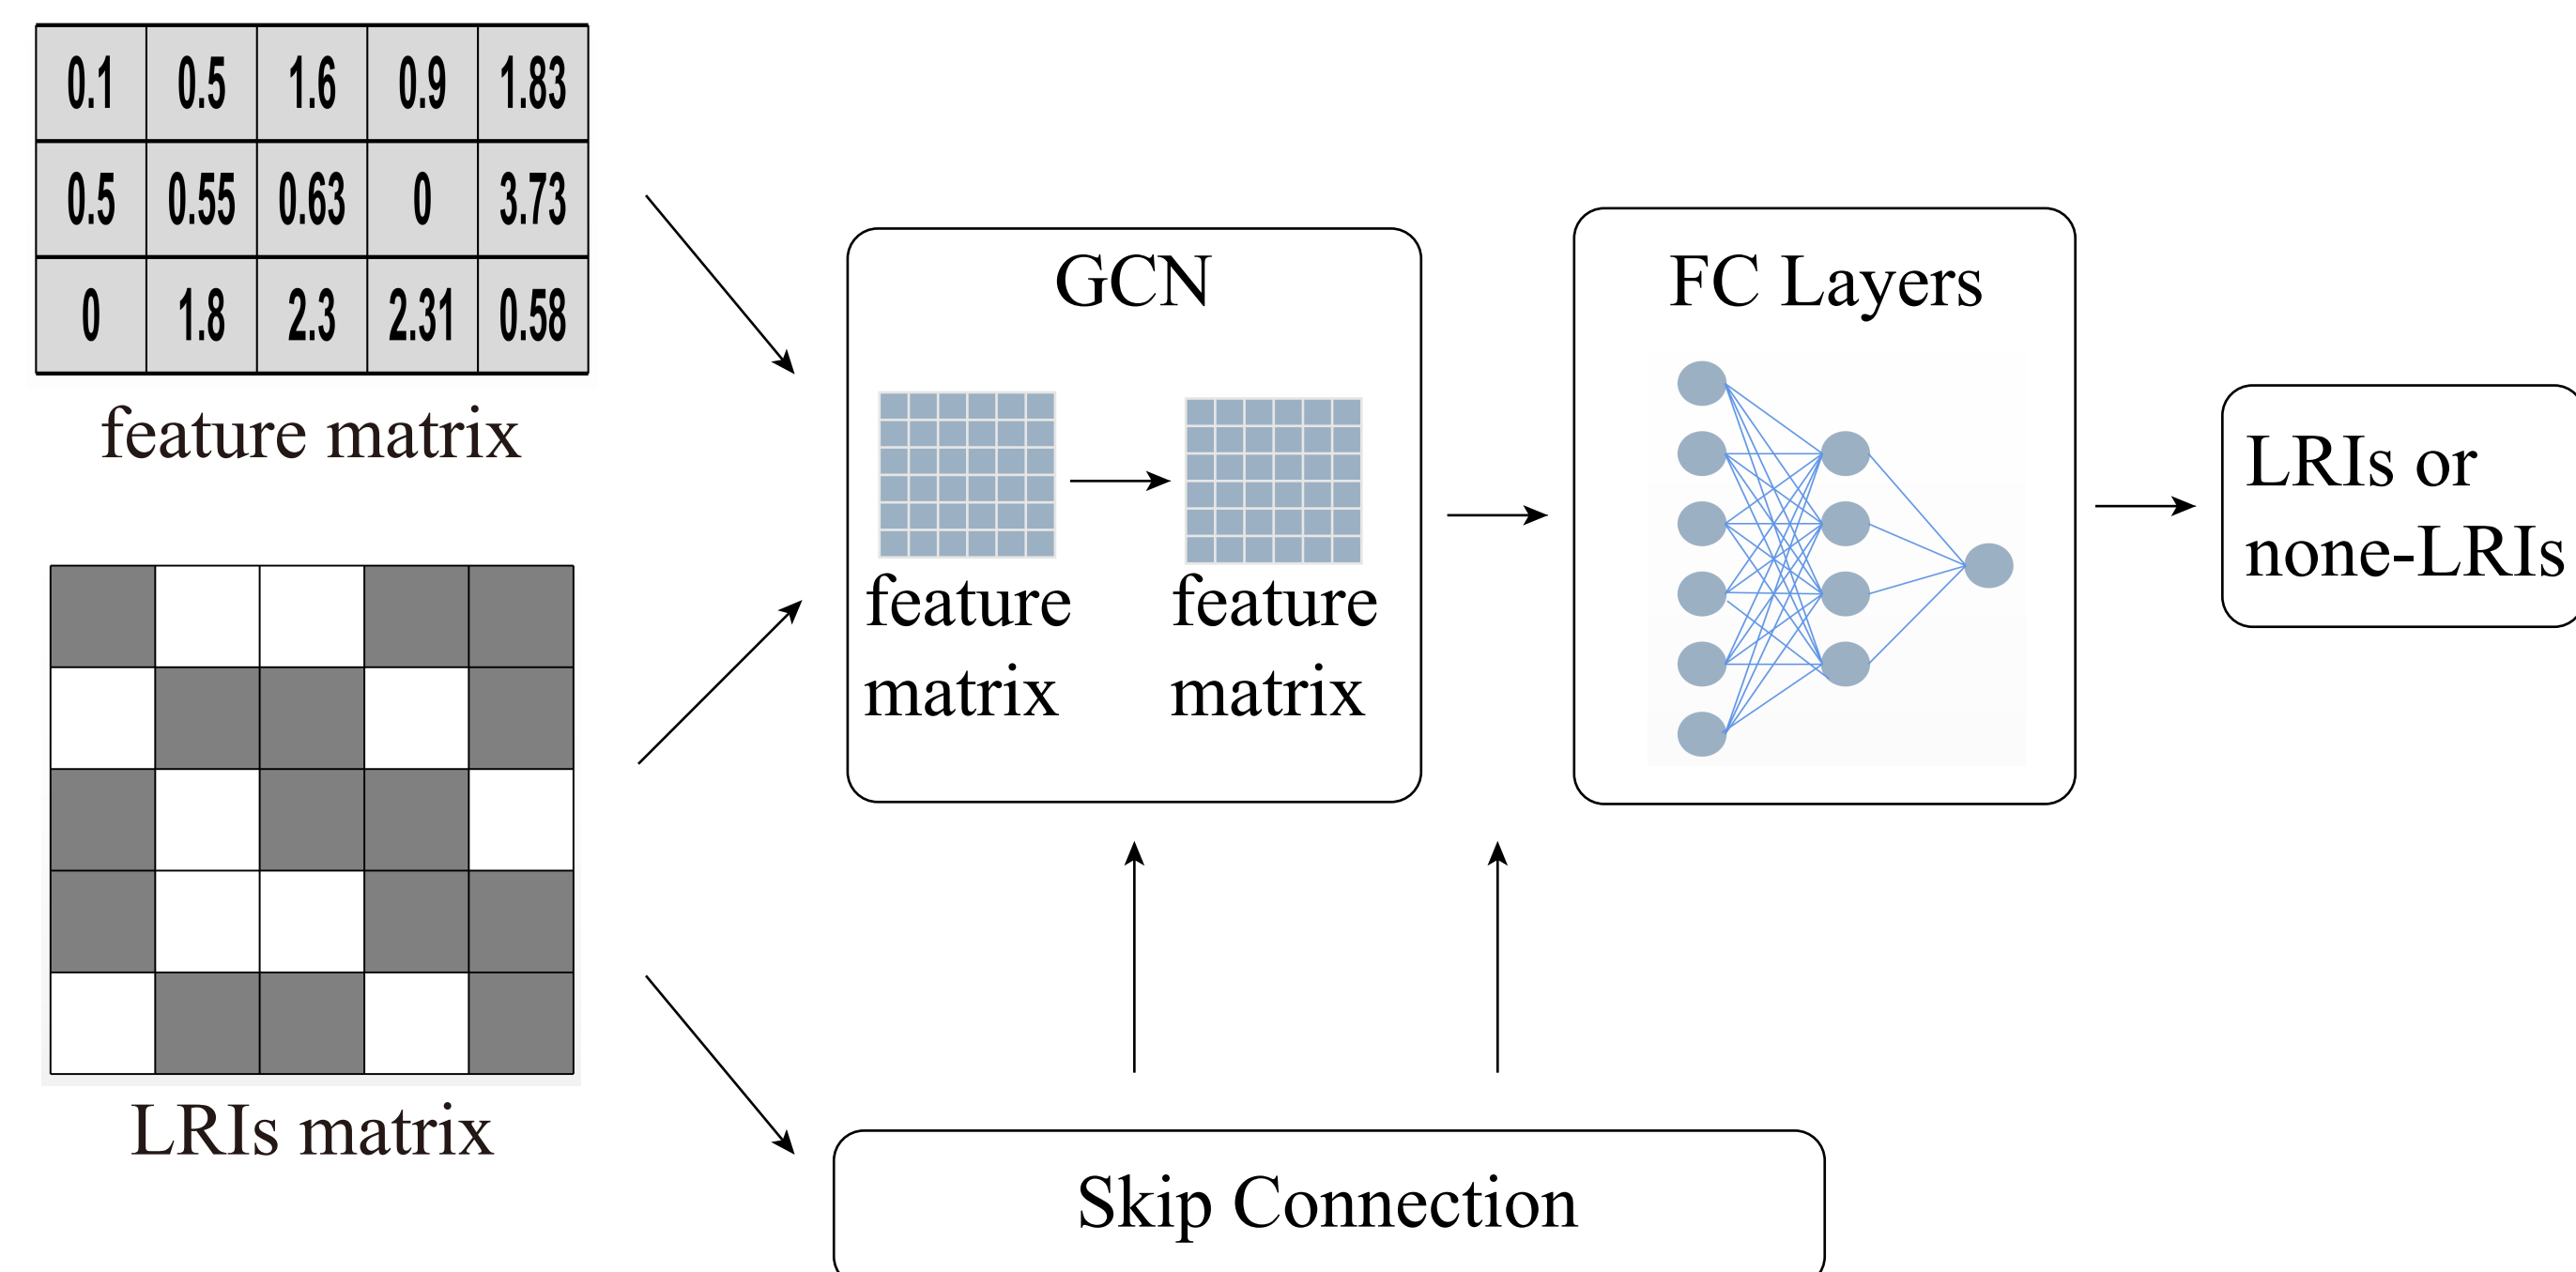 0.1 0.5 1.6 0.9 1.83
0.5 0.55 0.63 0 3.73
0 1.8 2.3 2.31 0.58
feature matrix
LRIs matrix
GCN
feature
matrix
feature
matrix
FC Layers
LRIs or
none-LRIs
Skip Connection